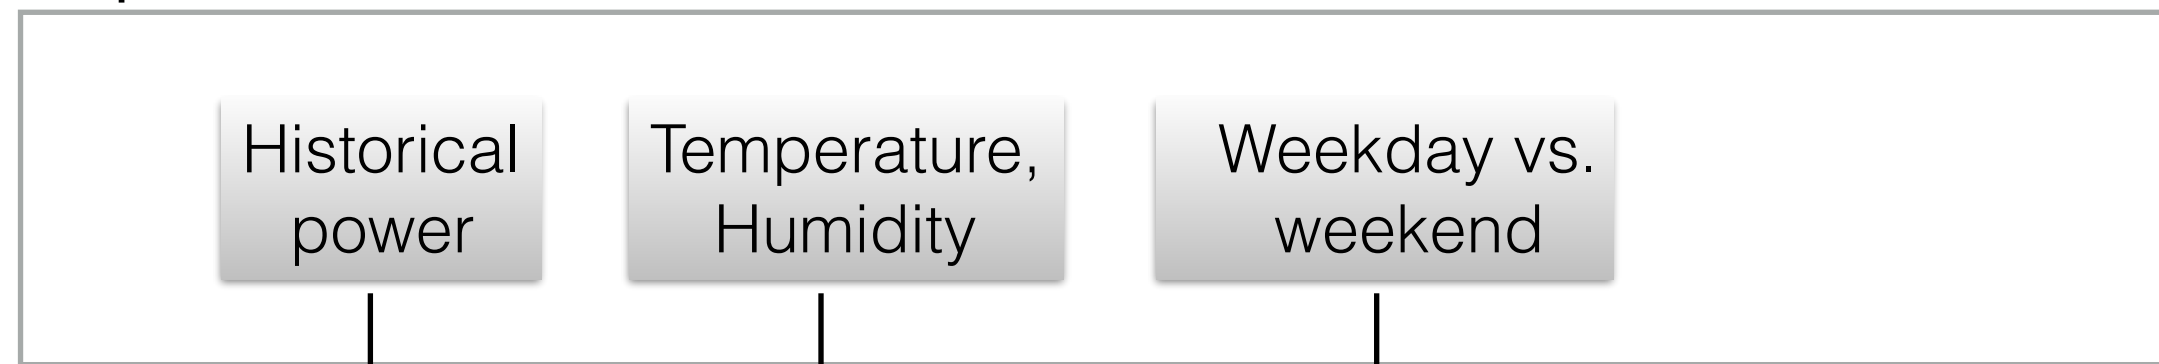 Historical
power
Temperature,
Humidity
Weekday vs.
weekend